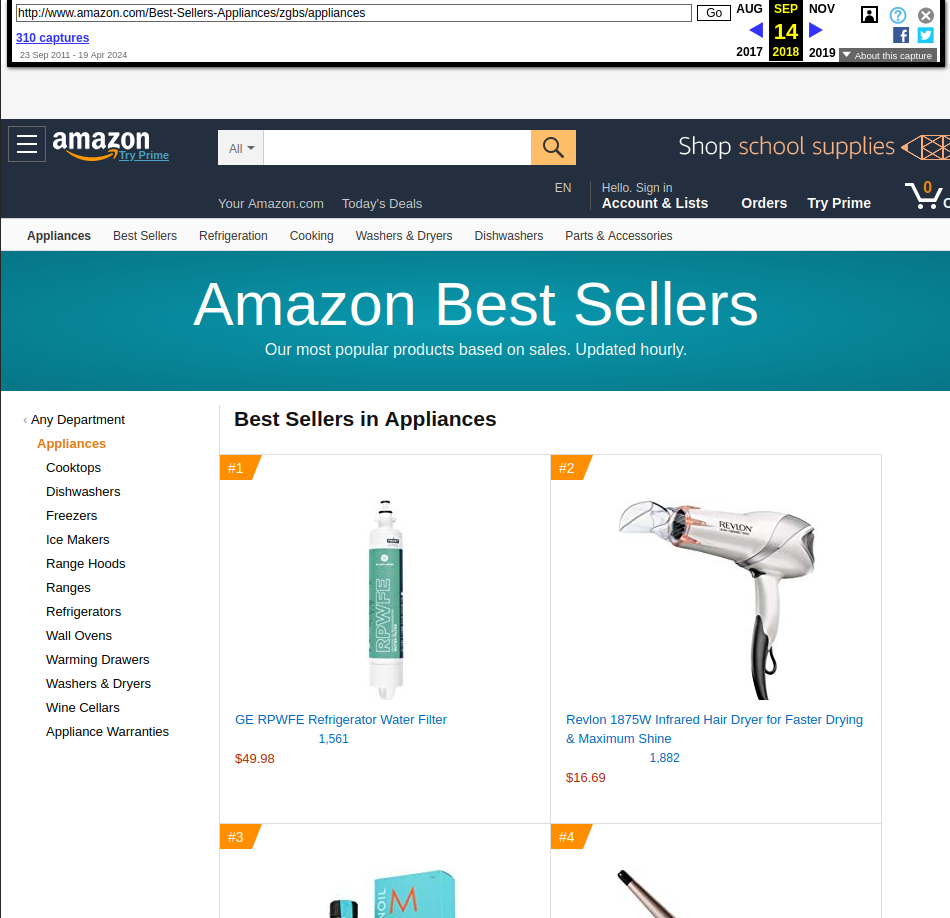 http://www.amazon.com/Best-Sellers-Appliances/zgbs/appliances
Go
AUG SEP NOV
14
2017 2018 2019
310 captures
23 Sep 2011 - 19 Apr 2024
About this capture
amazon
Try Prime
All
Shop school supplies
EN
Hello. Sign in
Account & Lists
Orders
Try Prime
0
Your Amazon.com
Today's Deals
Appliances
Best Sellers
Refrigeration
Cooking
Washers & Dryers
Dishwashers
Parts & Accessories
Amazon Best Sellers
Our most popular products based on sales. Updated hourly.
‹ Any Department
Appliances
Cooktops
Dishwashers
Freezers
Ice Makers
Range Hoods
Ranges
Refrigerators
Wall Ovens
Warming Drawers
Washers & Dryers
Wine Cellars
Appliance Warranties
Best Sellers in Appliances
#1
RPWFE
GE RPWFE Refrigerator Water Filter
1,561
$49.98
#2
REVLON
Revlon 1875W Infrared Hair Dryer for Faster Drying
& Maximum Shine
1,882
$16.69
#3
M
NOIL
#4